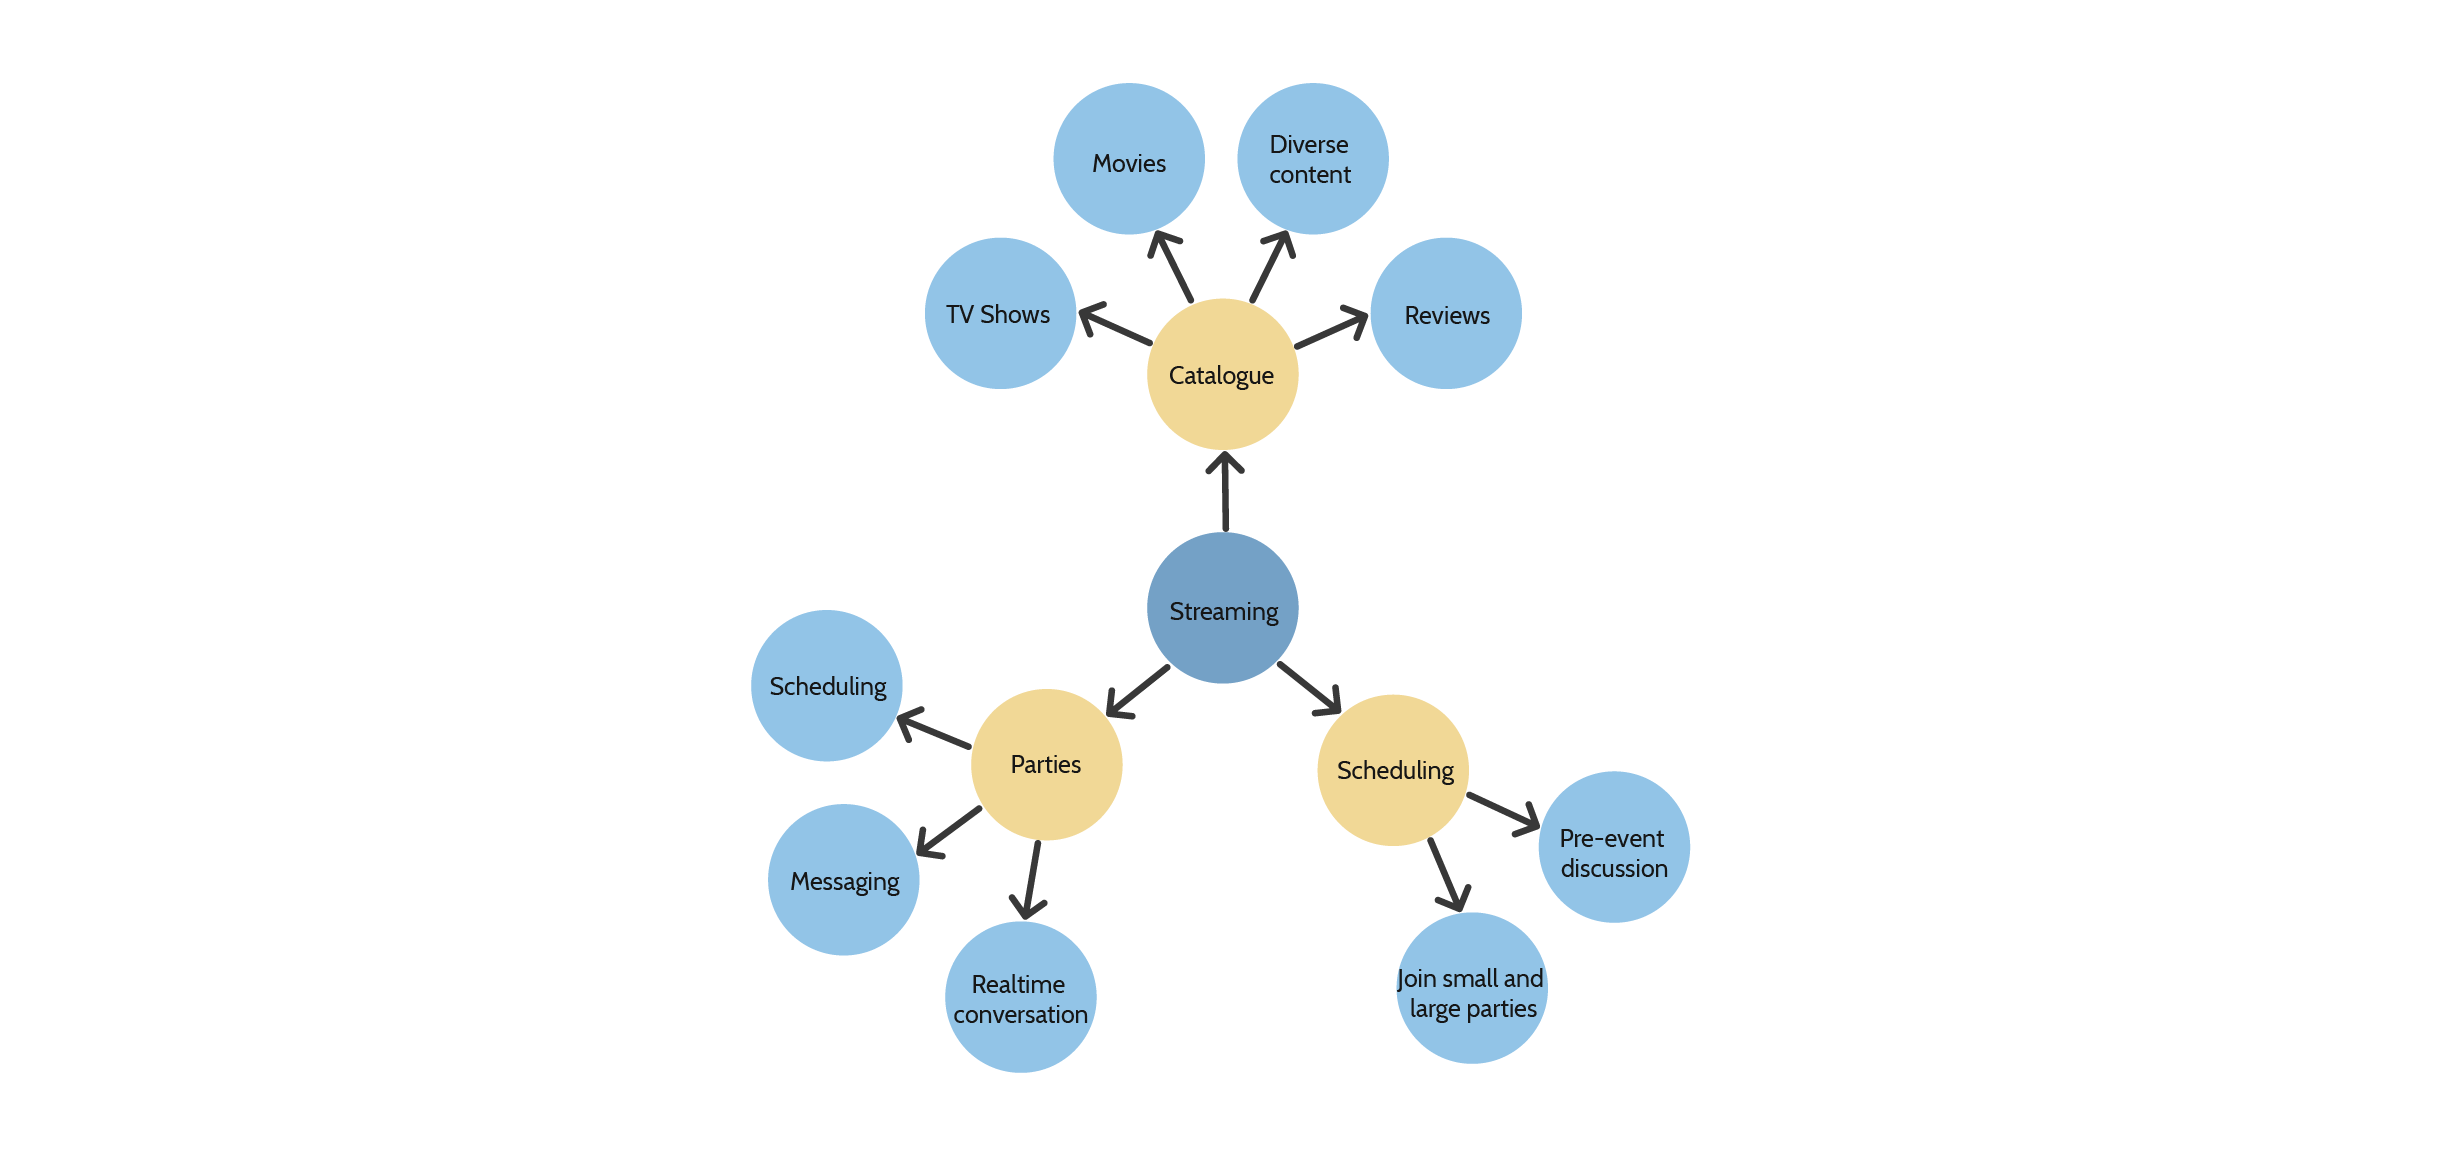 Movies
Diverse
content
TV Shows
Reviews
Catalogue
Streaming
Scheduling
Parties
Scheduling
Messaging
Pre-event
discussion
Realtime
conversation
Join small and
large parties